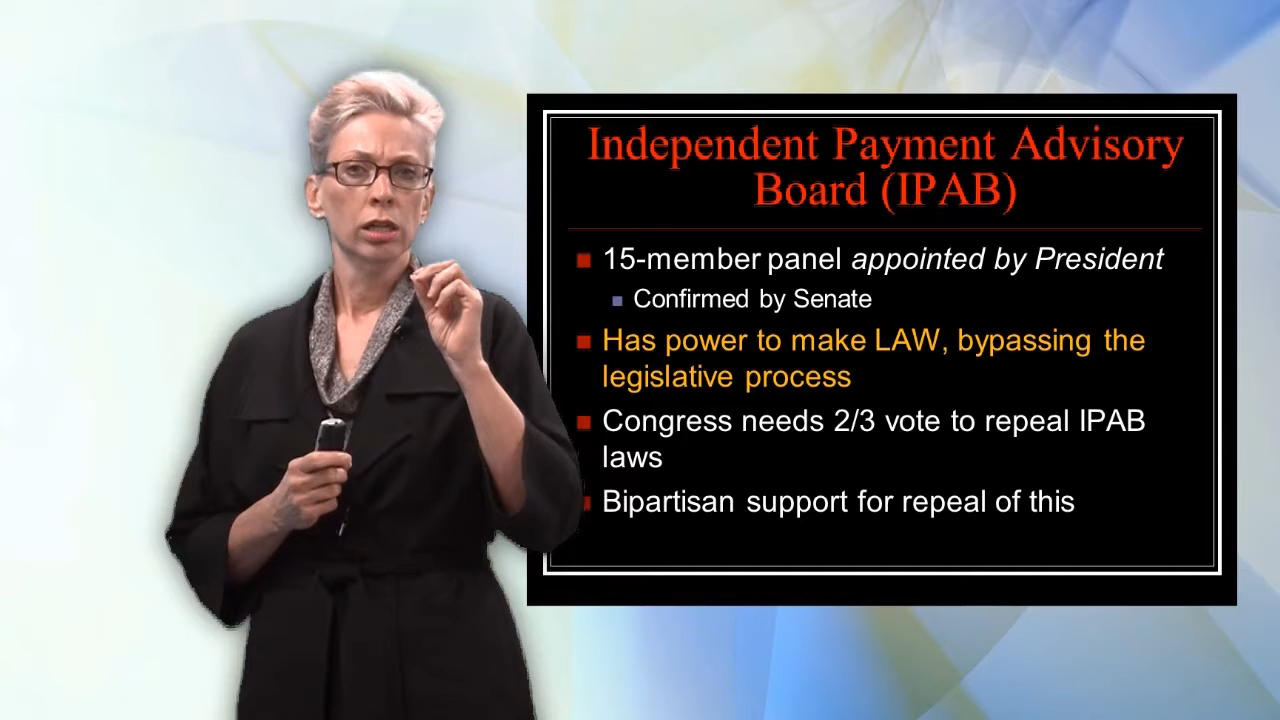 Independent Payment Advisory
Board (IPAB)
15-member panel appointed by President
Confirmed by Senate
Has power to make LAW, bypassing the
legislative process
Congress needs 2/3 vote to repeal IPAB
laws
Bipartisan support for repeal of this